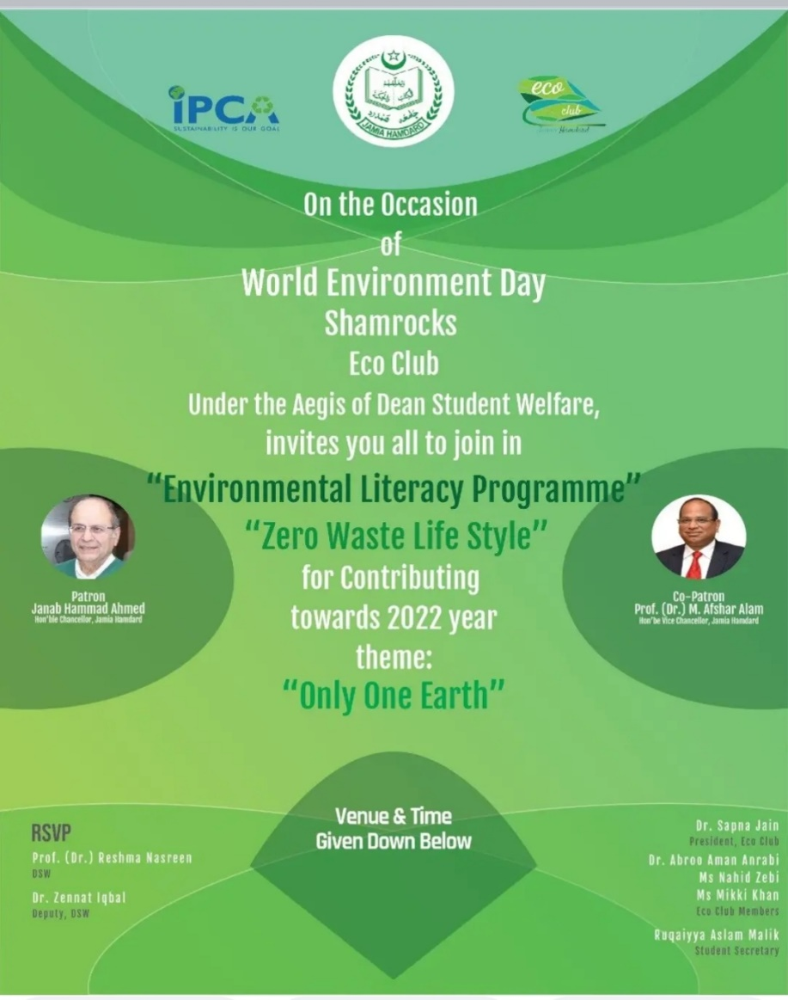 iPCA
SUSTAINABILITY IS OUR GOAL
JAMIA HAMDARD
eco
club
Jamia Hamdard
On the Occasion
of
World Environment Day
Shamrocks
Eco Club
Under the Aegis of Dean Student Welfare,
invites you all to join in
“Environmental Literacy Programme”
“Zero Waste Life Style”
for Contributing
towards 2022 year
theme:
“Only One Earth”
Patron
Janab Hammad Ahmed
Hon'ble Chancellor, Jamia Hamdard
Co-Patron
Prof. (Dr.) M. Afshar Alam
Hon'be Vice Chancellor, Jamia Hamdard
Venue & Time
Given Down Below
RSVP
Prof. (Dr.) Reshma Nasreen
DSW
Dr. Zennat Iqbal
Deputy, DSW
Dr. Sapna Jain
President, Eco Club
Dr. Abroo Aman Anrabi
Ms Nahid Zebi
Ms Mikki Khan
Eco Club Members
Ruqaiyya Aslam Malik
Student Secretary